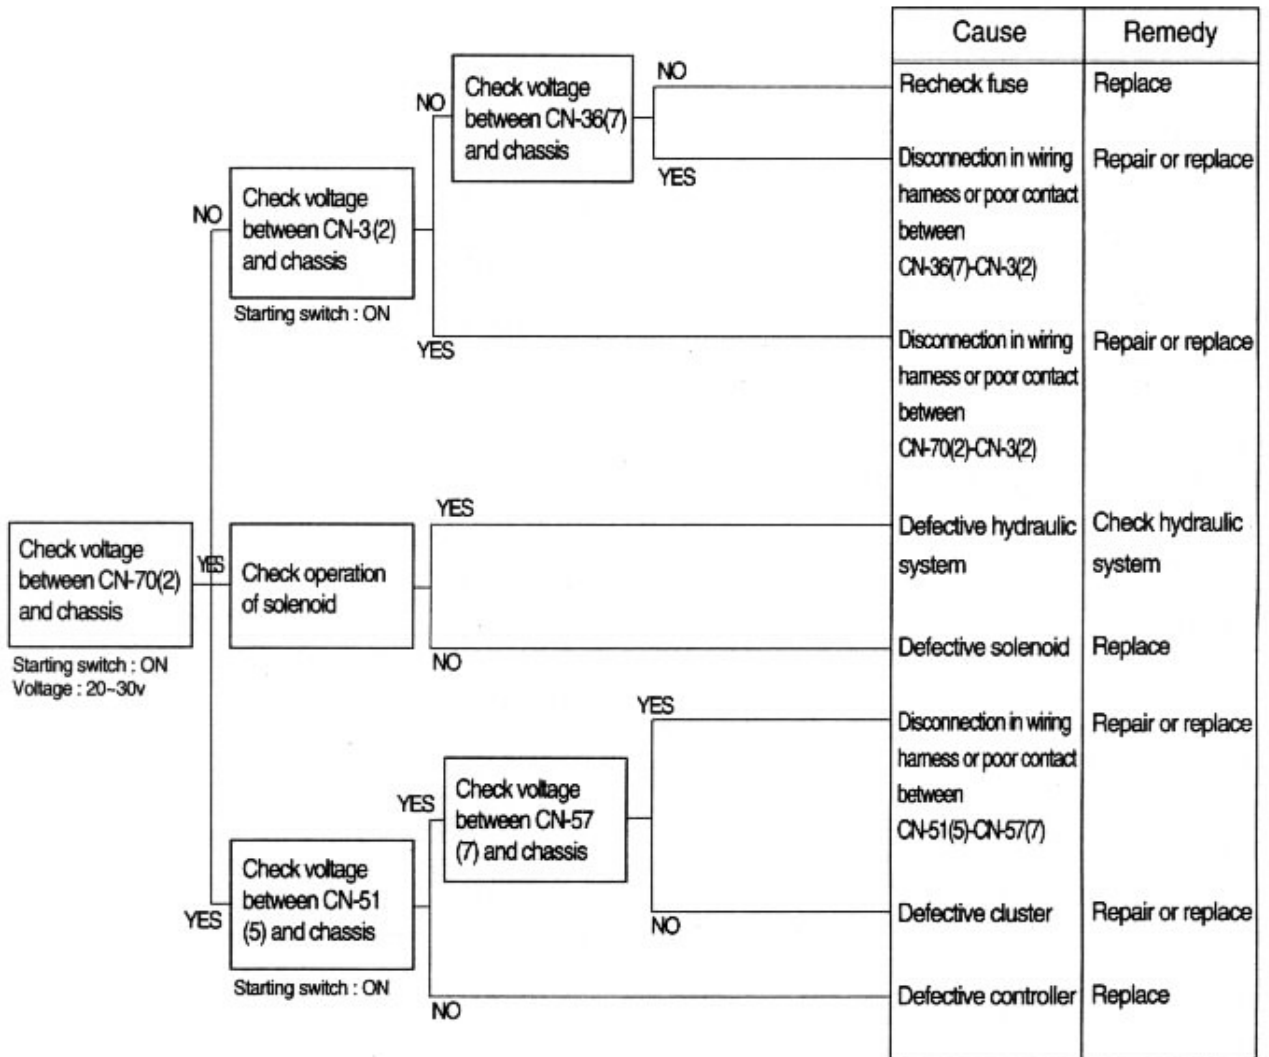 Cause
Remedy
NO
Check voltage
between CN-36(7)
and chassis
NO
YES
Recheck fuse
Replace
Disconnection in wiring
harness or poor contact
between
CN-36(7)-CN-3(2)
Repair or replace
NO
Check voltage
between CN-3(2)
and chassis
Starting switch : ON
YES
Disconnection in wiring
harness or poor contact
between
CN-70(2)-CN-3(2)
Repair or replace
Check voltage
between CN-70(2)
and chassis
Starting switch : ON
Voltage : 20~30v
YES
Check operation
of solenoid
YES
Defective hydraulic
system
Check hydraulic
system
NO
Defective solenoid
Replace
YES
Check voltage
between CN-51
(5) and chassis
Starting switch : ON
YES
Check voltage
between CN-57
(7) and chassis
YES
Disconnection in wiring
harness or poor contact
between
CN-51(5)-CN-57(7)
Repair or replace
NO
Defective cluster
Repair or replace
NO
Defective controller
Replace